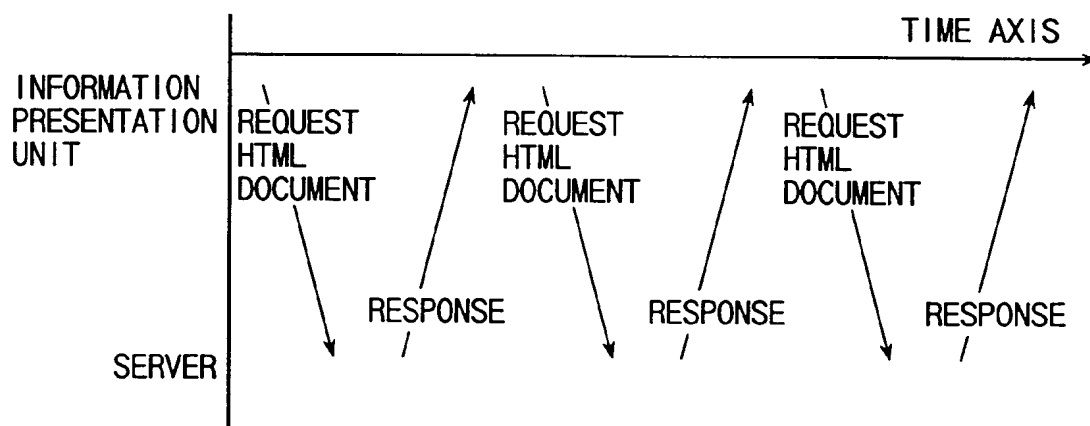 TIME AXIS
INFORMATION
PRESENTATION
UNIT
REQUEST
HTML
DOCUMENT
REQUEST
HTML
DOCUMENT
REQUEST
HTML
DOCUMENT
RESPONSE
RESPONSE
RESPONSE
SERVER